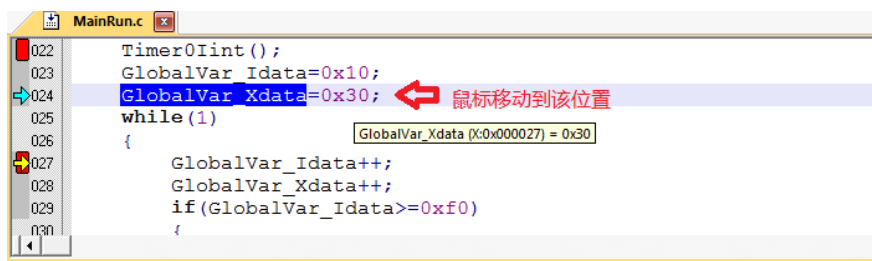 MainRun.c
022 Timer0Iint();
023 GlobalVar_Idata=0x10;
024 GlobalVar_Xdata=0x30; 鼠标移动到该位置
025 while(1)
GlobalVar_Xdata (X:0x000027) = 0x30
026 {
027 GlobalVar_Idata++;
028 GlobalVar_Xdata++;
029 if(GlobalVar_Idata>=0xf0)
030 {